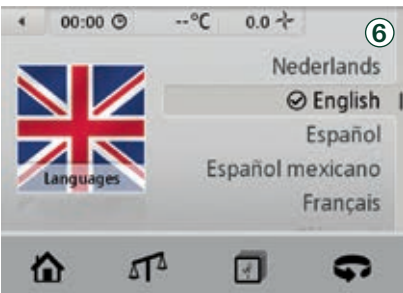 00:00 --°C 0.0
6
Nederlands
English
Español
Languages
Español mexicano
Français